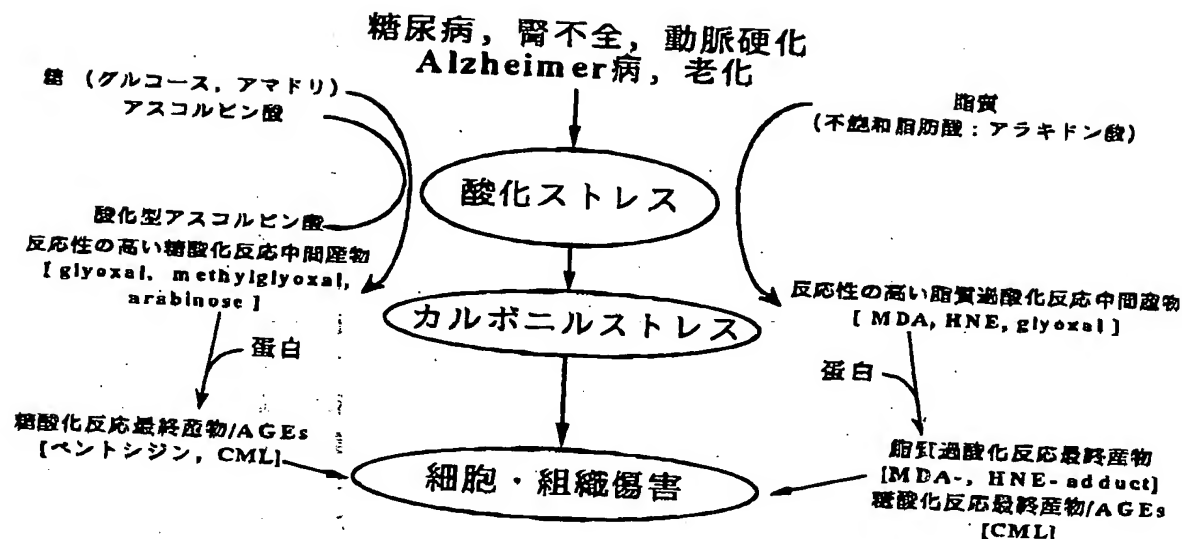 糖尿病，腎不全，動脈硬化
Alzheimer病，老化
糖 （グルコース，アマドリ）
アスコルビン酸
脂質
（不飽和脂肪酸：アラキドン酸）
酸化ストレス
酸化型アスコルビン酸
反応性の高い糖酸化反応中間産物
[ glyoxal, methylglyoxal,
arabinose ]
反応性の高い脂質過酸化反応中間産物
[ MDA, HNE, glyoxal ]
カルボニルストレス
蛋白
蛋白
糖酸化反応最終産物/AGEs
[ペントシジン, CML]
細胞・組織傷害
脂質過酸化反応最終産物
[MDA-, HNE- adduct]
糖酸化反応最終産物/AGEs
[CML]